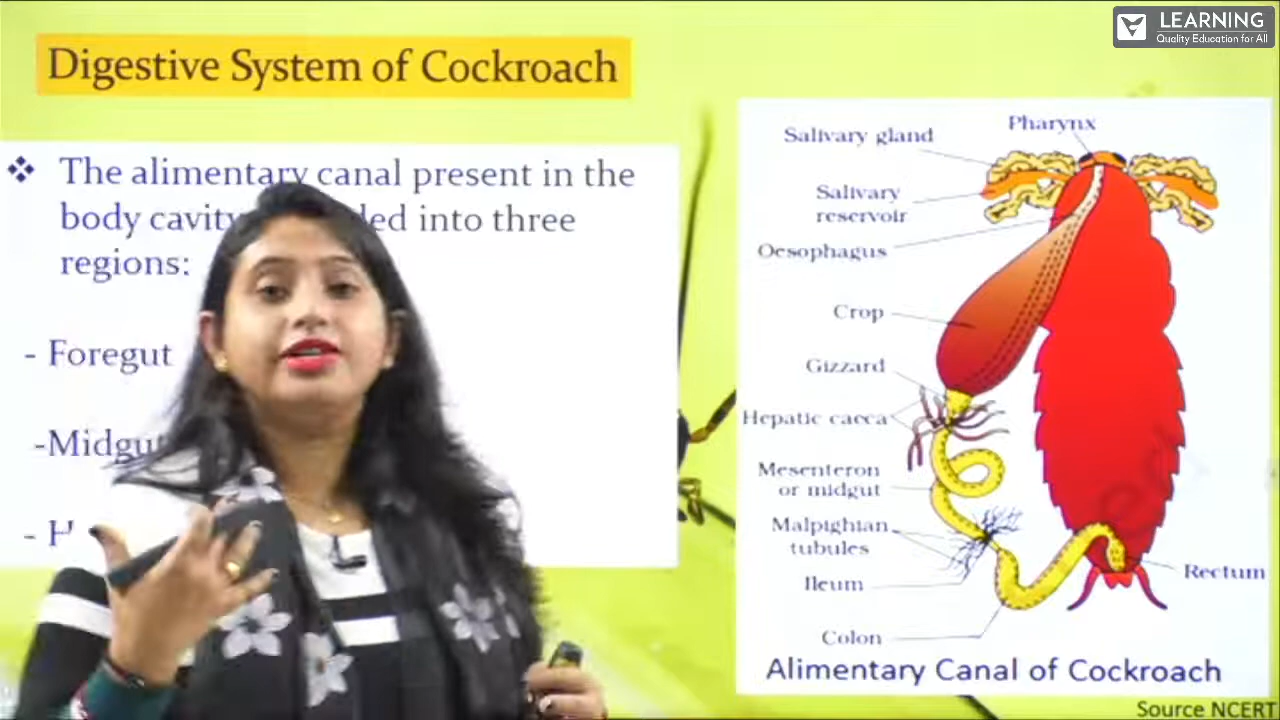 LEARNING
Quality Education for All
Digestive System of Cockroach
❖ The alimentary canal present in the
body cavity into three
regions:
- Foregut
-Midgut
-
Pharynx
Salivary gland
Salivary
reservoir
Oesophagus
Crop
Gizzard
Hepatic caeca
Mesenteron
or midgut
Malpighian
tubules
Ileum
Rectum
Colon
Alimentary Canal of Cockroach
Source NCERT